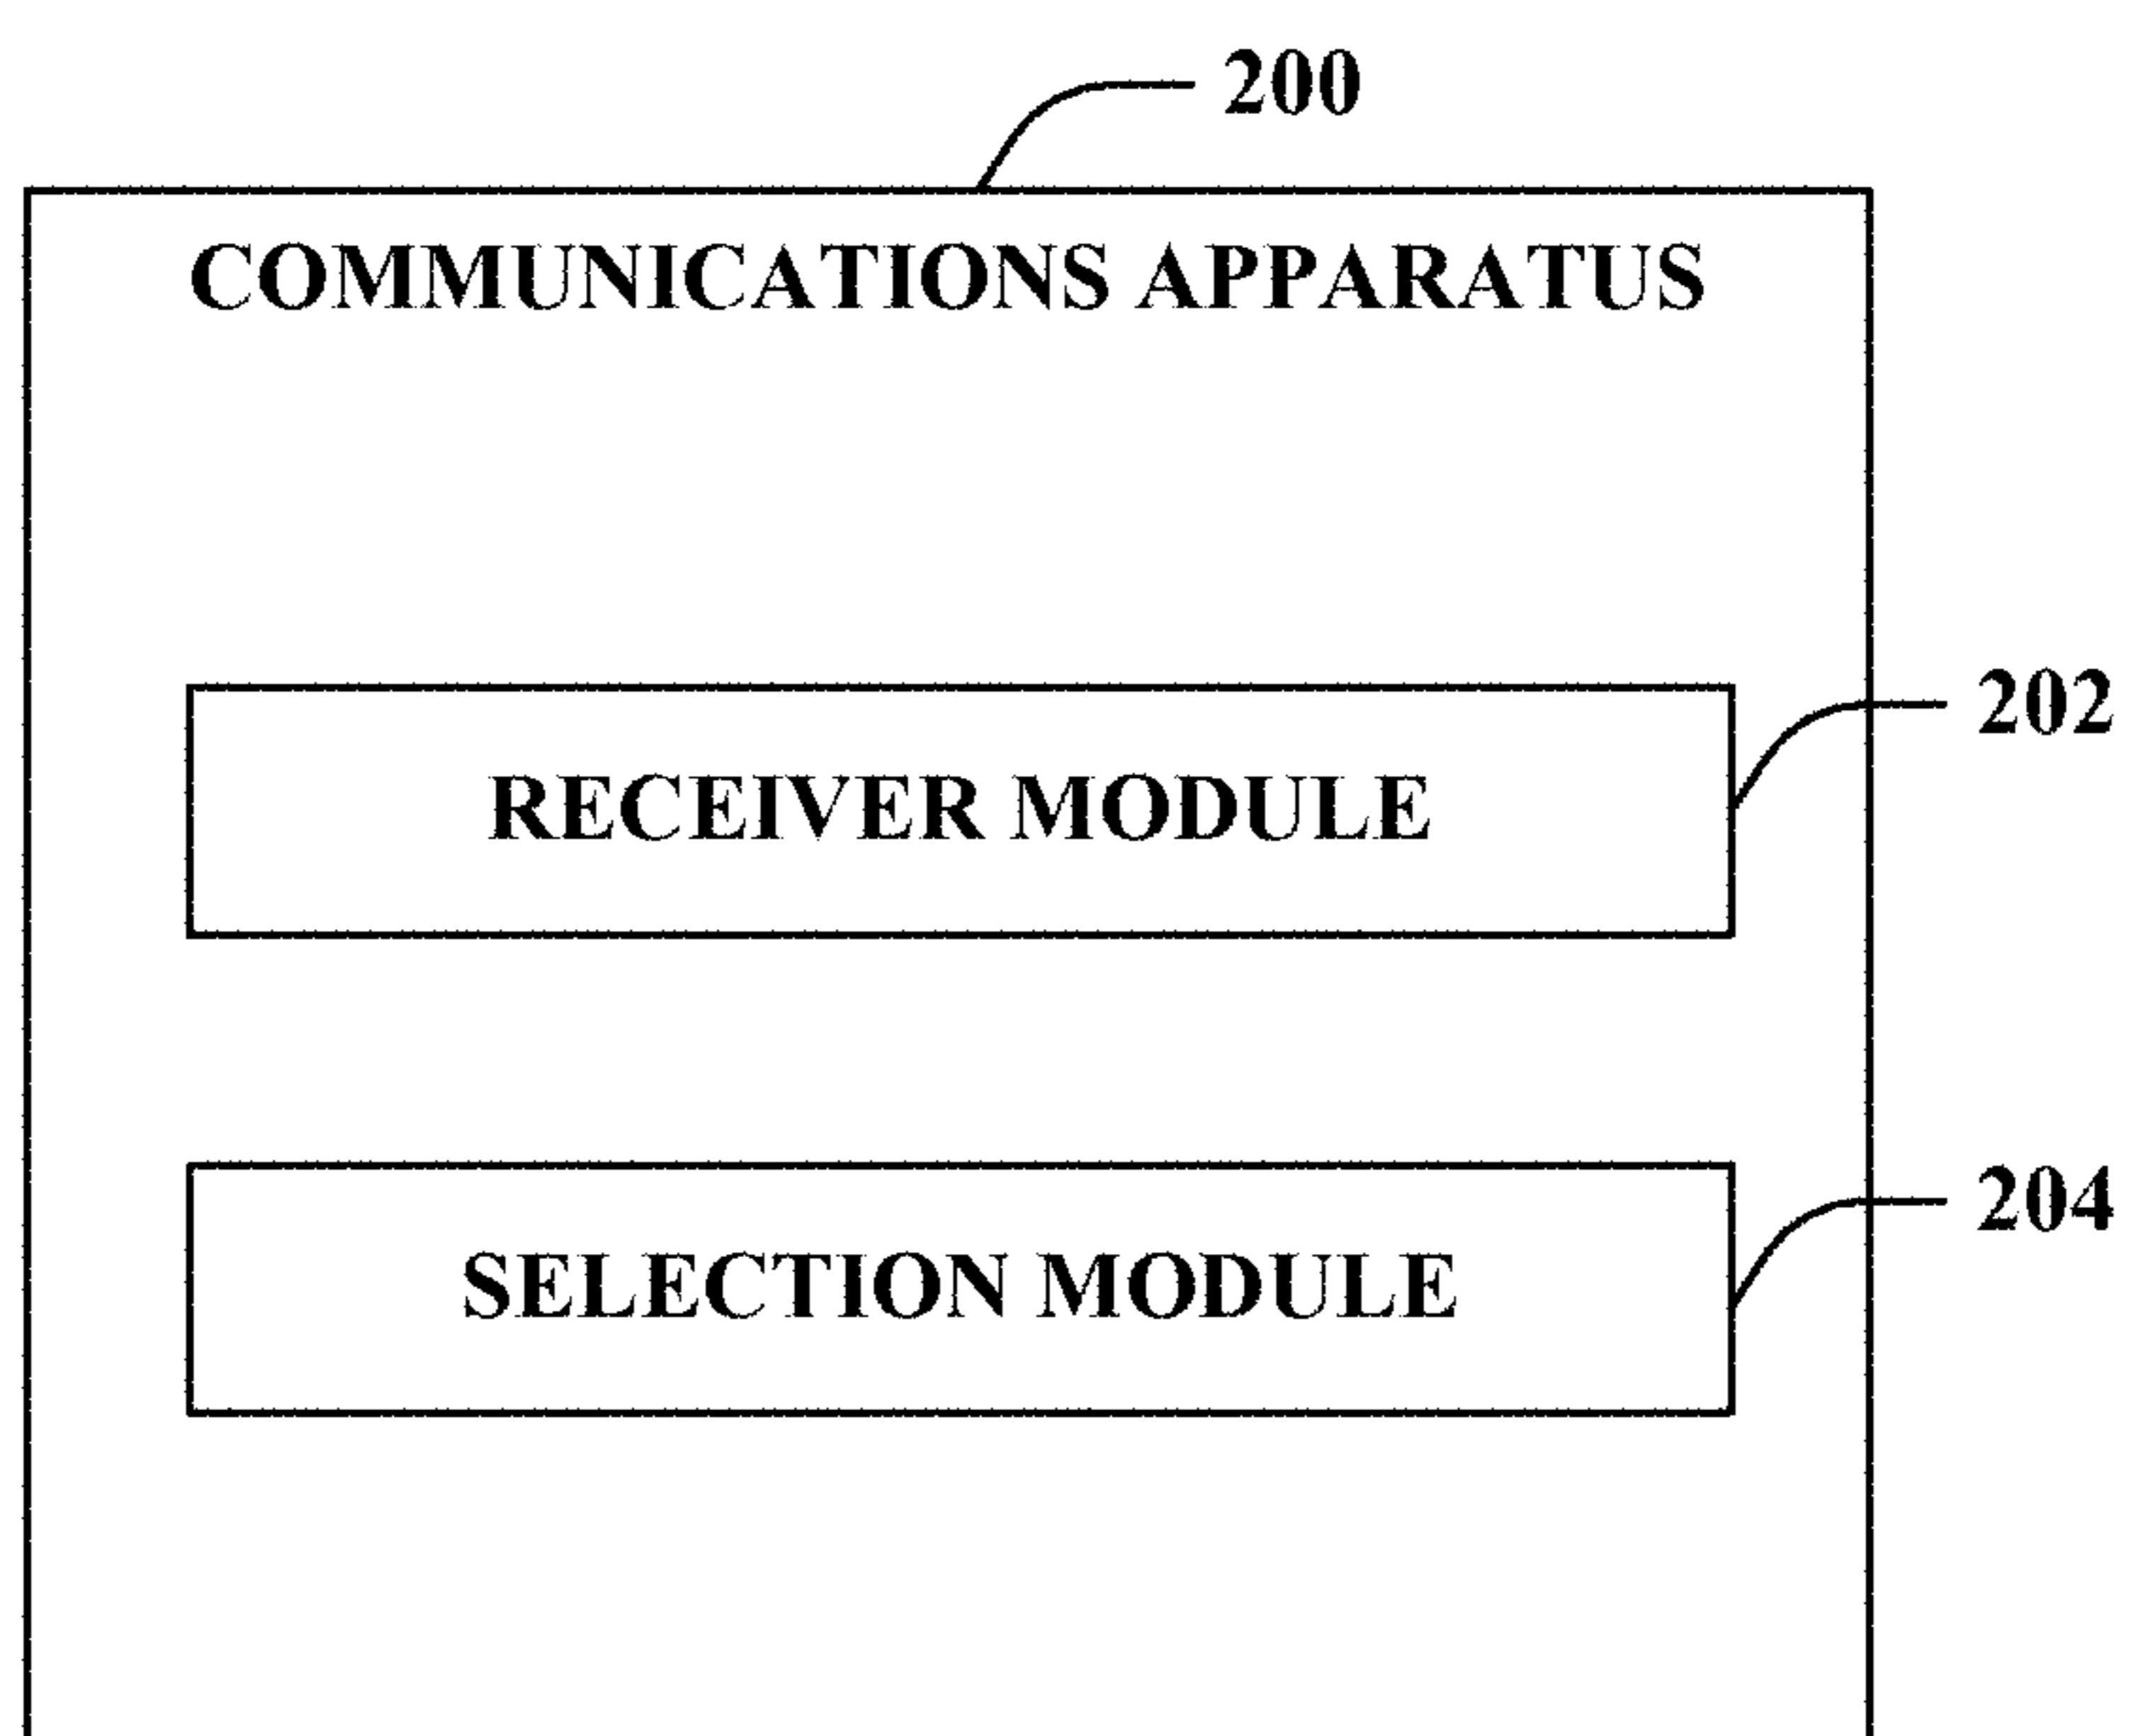 200
COMMUNICATIONS APPARATUS
202
RECEIVER MODULE
204
SELECTION MODULE